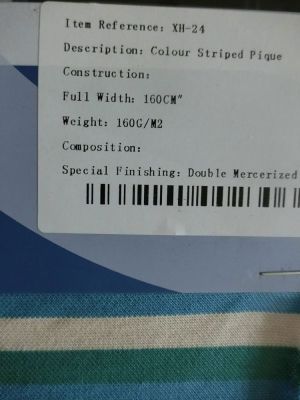 Item Reference: XH-24
Description: Colour Striped Pique
Construction:
Full Width: 160CM"
Weight: 160G/M2
Composition:
Special Finishing: Double Mercerized